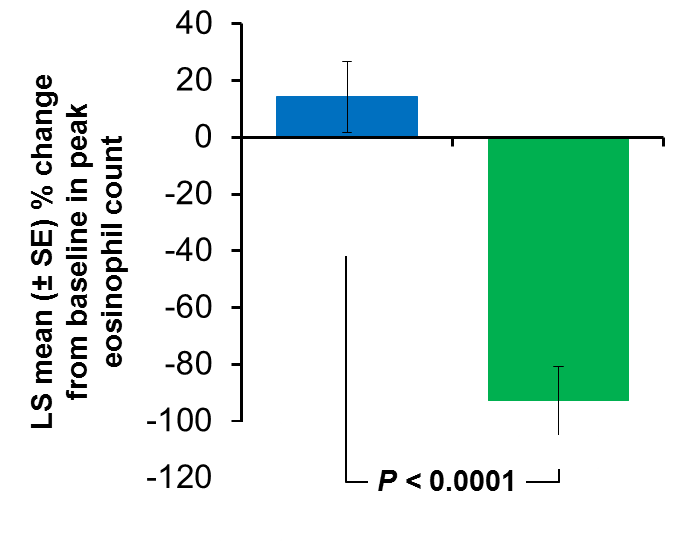 LS mean (± SE) % change
from baseline in peak
eosinophil count
40
20
0
-20
-40
-60
-80
-100
-120
P < 0.0001